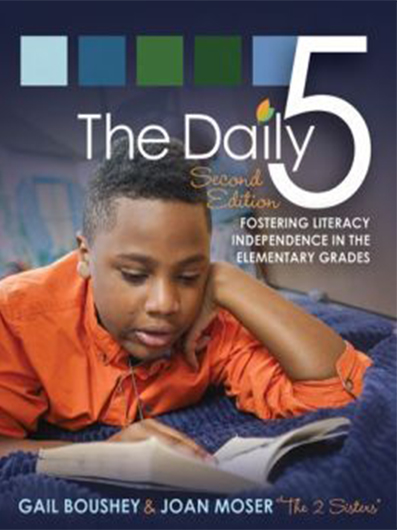 The Daily 5
Second
Edition
FOSTERING LITERACY
INDEPENDENCE IN THE
ELEMENTARY GRADES
GAIL BOUSHEY & JOAN MOSER "The 2 Sisters"